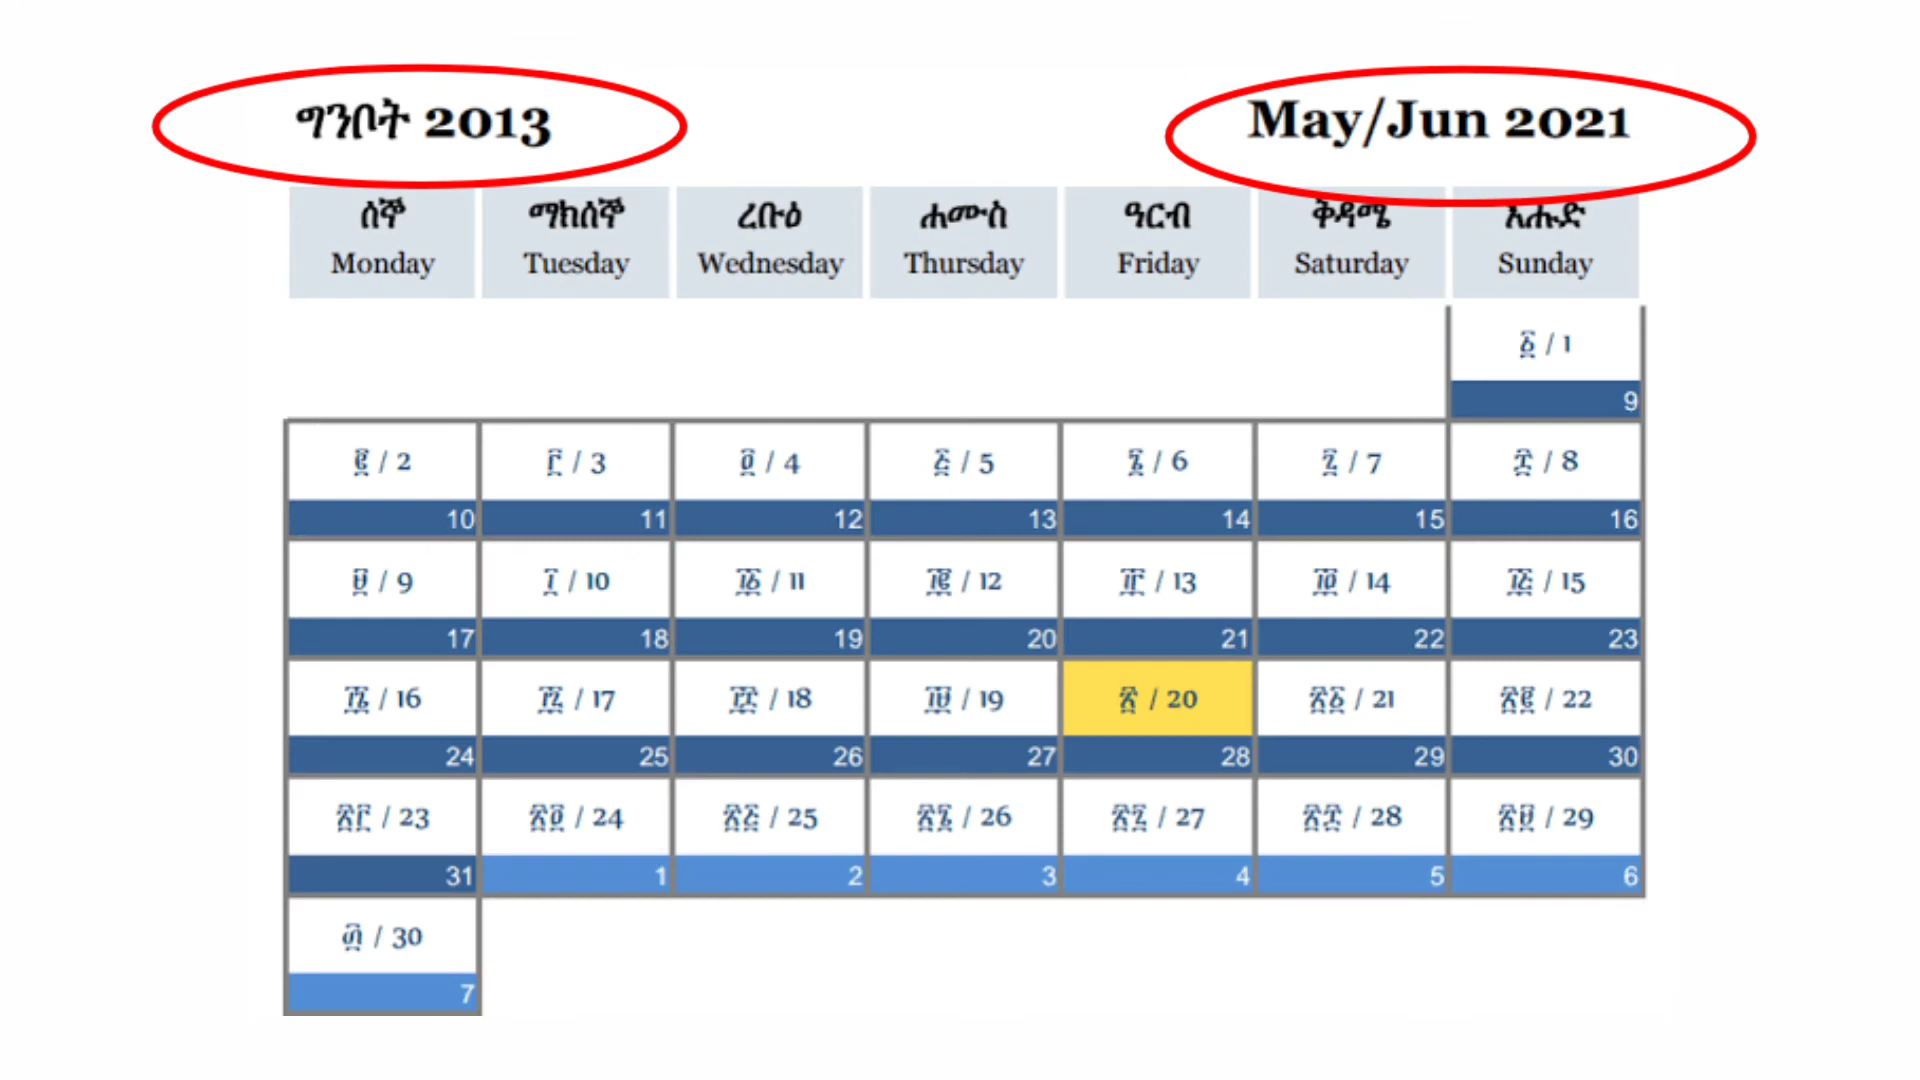 ግንቦት 2013 May/Jun 2021
ሰኞ ማክሰኞ ረቡዕ ሐሙስ ዓርብ ቅዳሜ እሑድ
Monday Tuesday Wednesday Thursday Friday Saturday Sunday
፩ / 1
9
፪ / 2 ፫ / 3 ፬ / 4 ፭ / 5 ፮ / 6 ፯ / 7 ፰ / 8
10 11 12 13 14 15 16
፱ / 9 ፲ / 10 ፲፩ / 11 ፲፪ / 12 ፲፫ / 13 ፲፬ / 14 ፲፭ / 15
17 18 19 20 21 22 23
፲፮ / 16 ፲፯ / 17 ፲፰ / 18 ፲፱ / 19 ፳ / 20 ፳፩ / 21 ፳፪ / 22
24 25 26 27 28 29 30
፳፫ / 23 ፳፬ / 24 ፳፭ / 25 ፳፮ / 26 ፳፯ / 27 ፳፰ / 28 ፳፱ / 29
31 1 2 3 4 5 6
፴ / 30
7